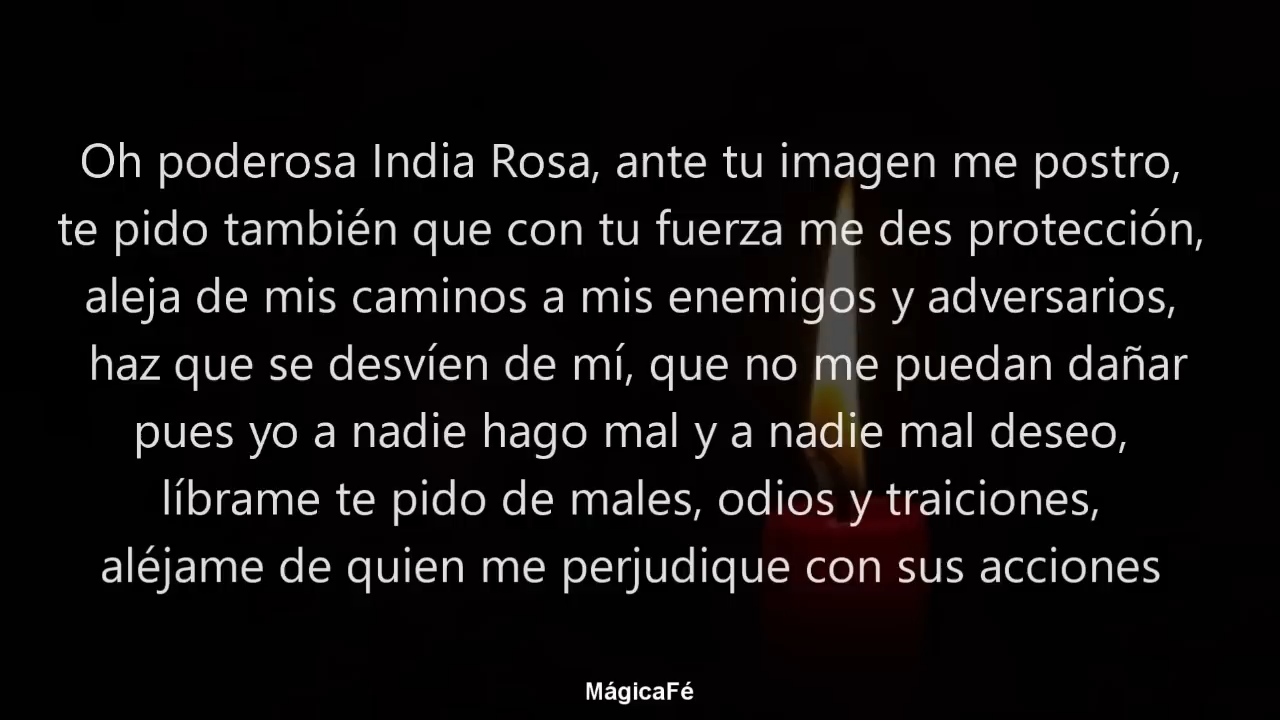 Oh poderosa India Rosa, ante tu imagen me postro,
te pido también que con tu fuerza me des protección,
aleja de mis caminos a mis enemigos y adversarios,
haz que se desvíen de mí, que no me puedan dañar
pues yo a nadie hago mal y a nadie mal deseo,
líbrame te pido de males, odios y traiciones,
aléjame de quien me perjudique con sus acciones
MágicaFé